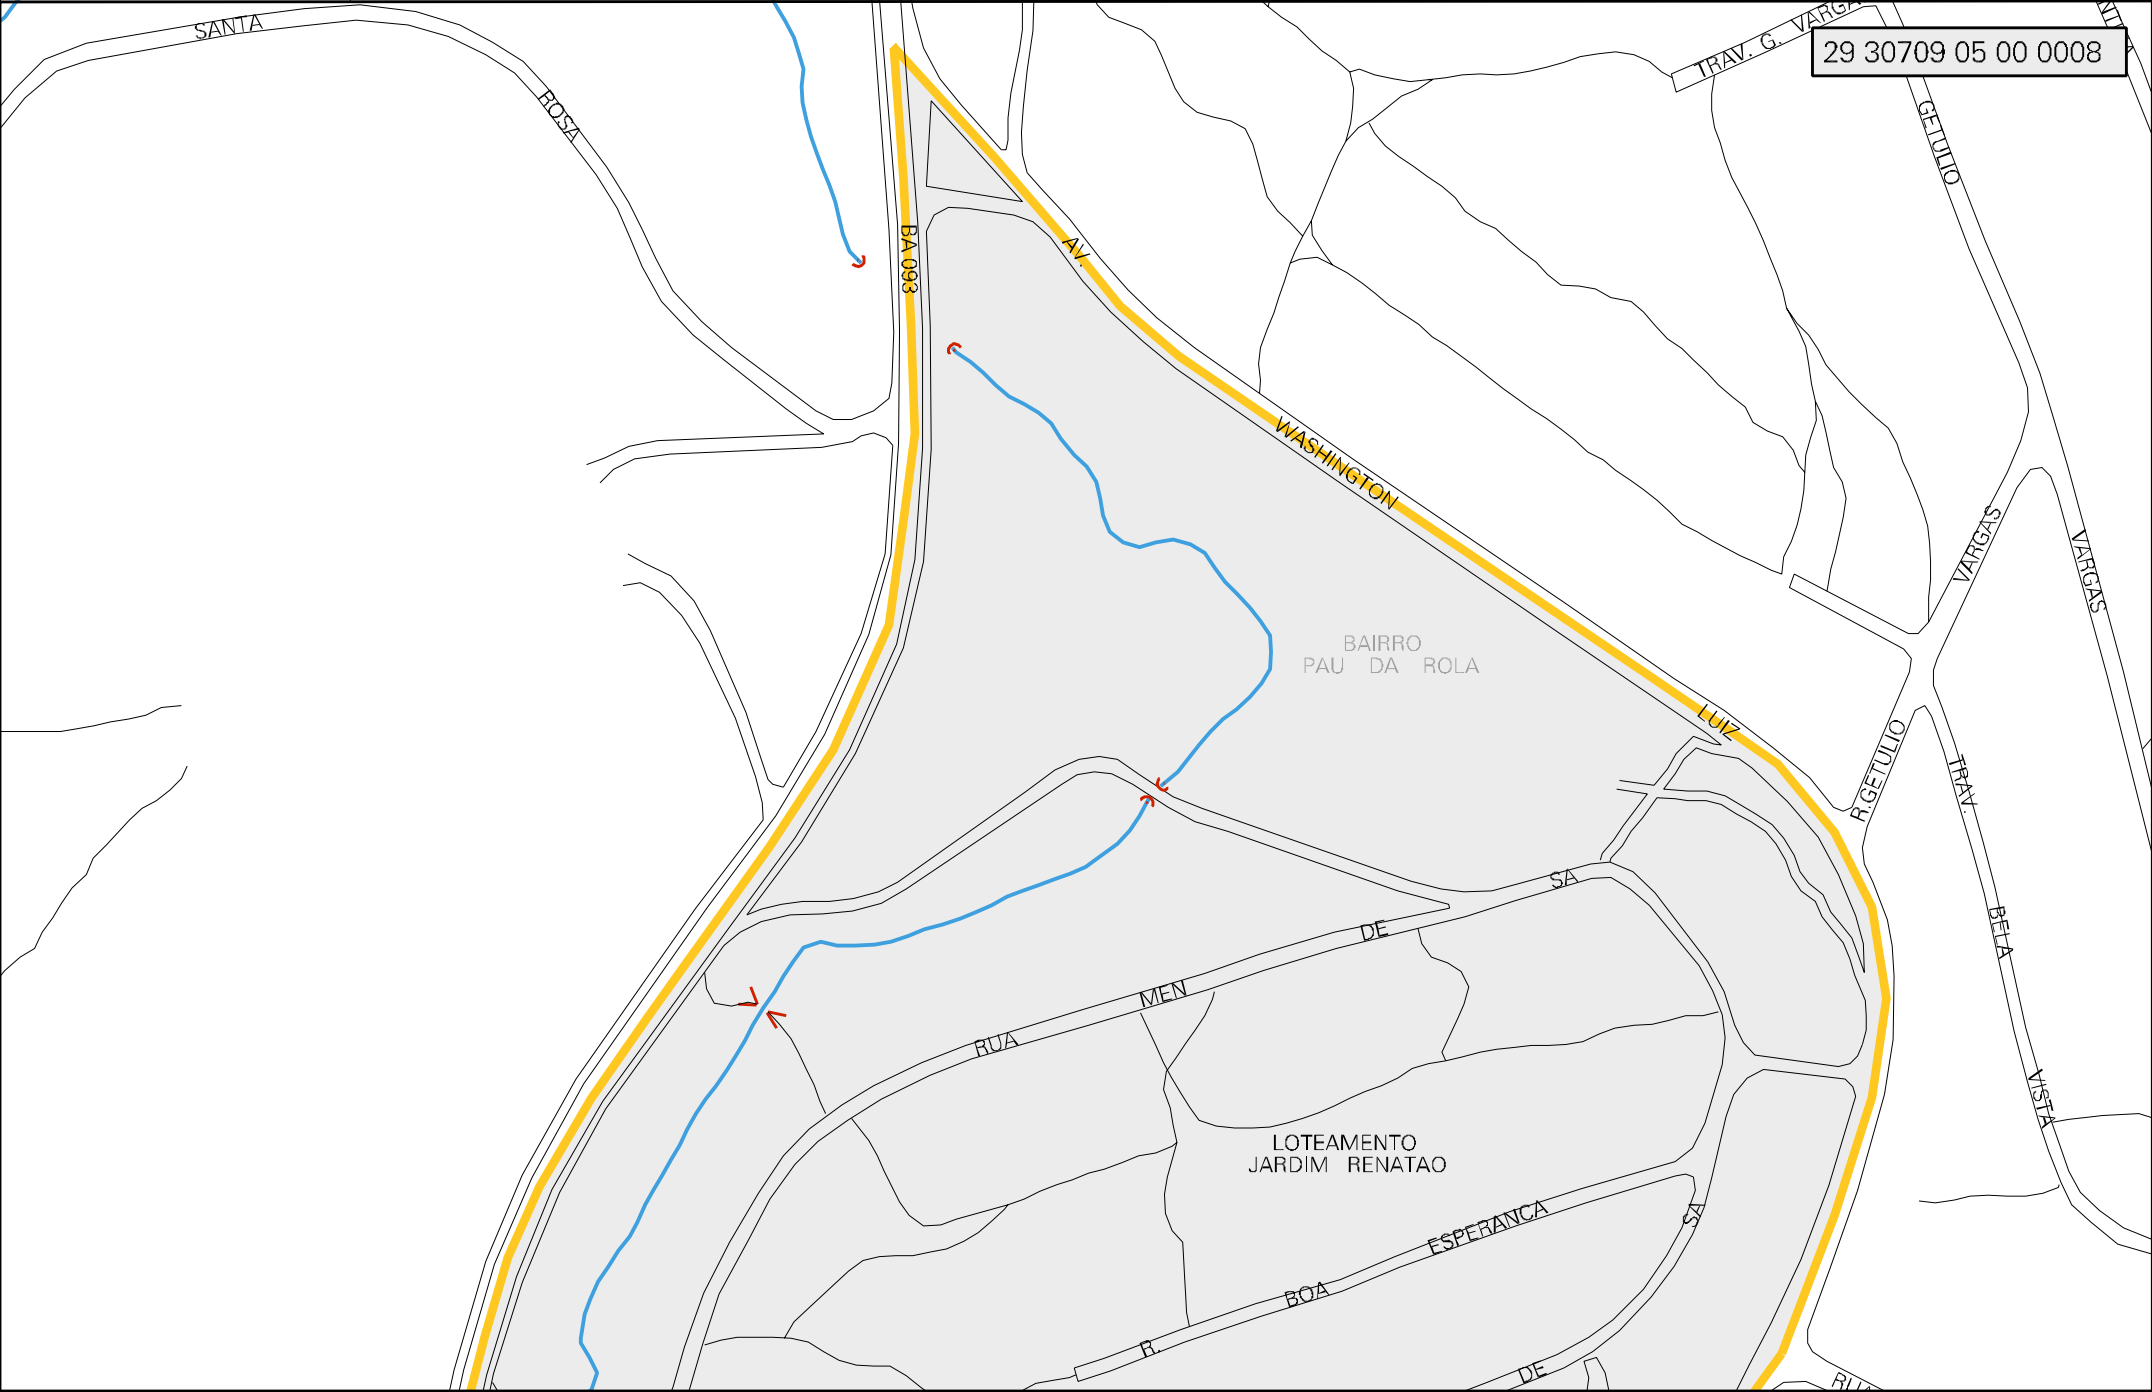 SANTA
ROSA
TRAV. G. VARGA
29 30709 05 00 0008
GETULIO
BA 093
AV.
WASHINGTON
LUIZ
VARGAS
VARGAS
BAIRRO
PAU DA ROLA
R.GETULIO
TRAV.
BELA
VISTA
RUA
MEN
DE
SA
LOTEAMENTO
JARDIM RENATAO
R.
BOA
ESPERANCA
SA
DE
RUA